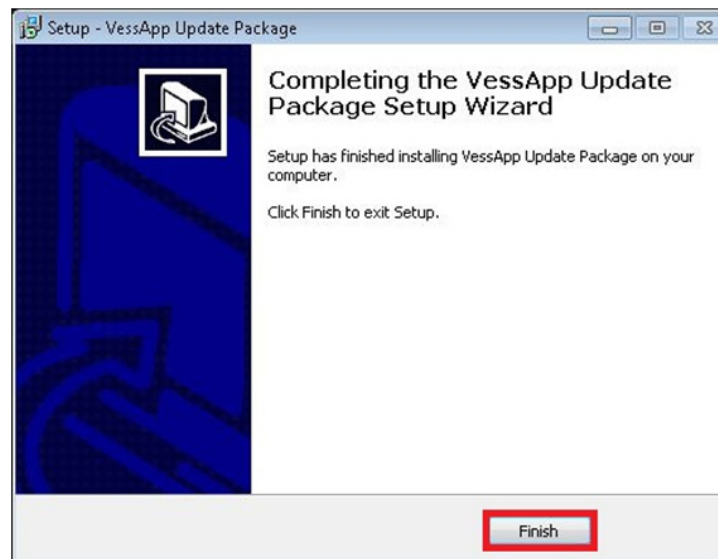 Setup - VessApp Update Package
Completing the VessApp Update
Package Setup Wizard
Setup has finished installing VessApp Update Package on your
computer.
Click Finish to exit Setup.
Finish